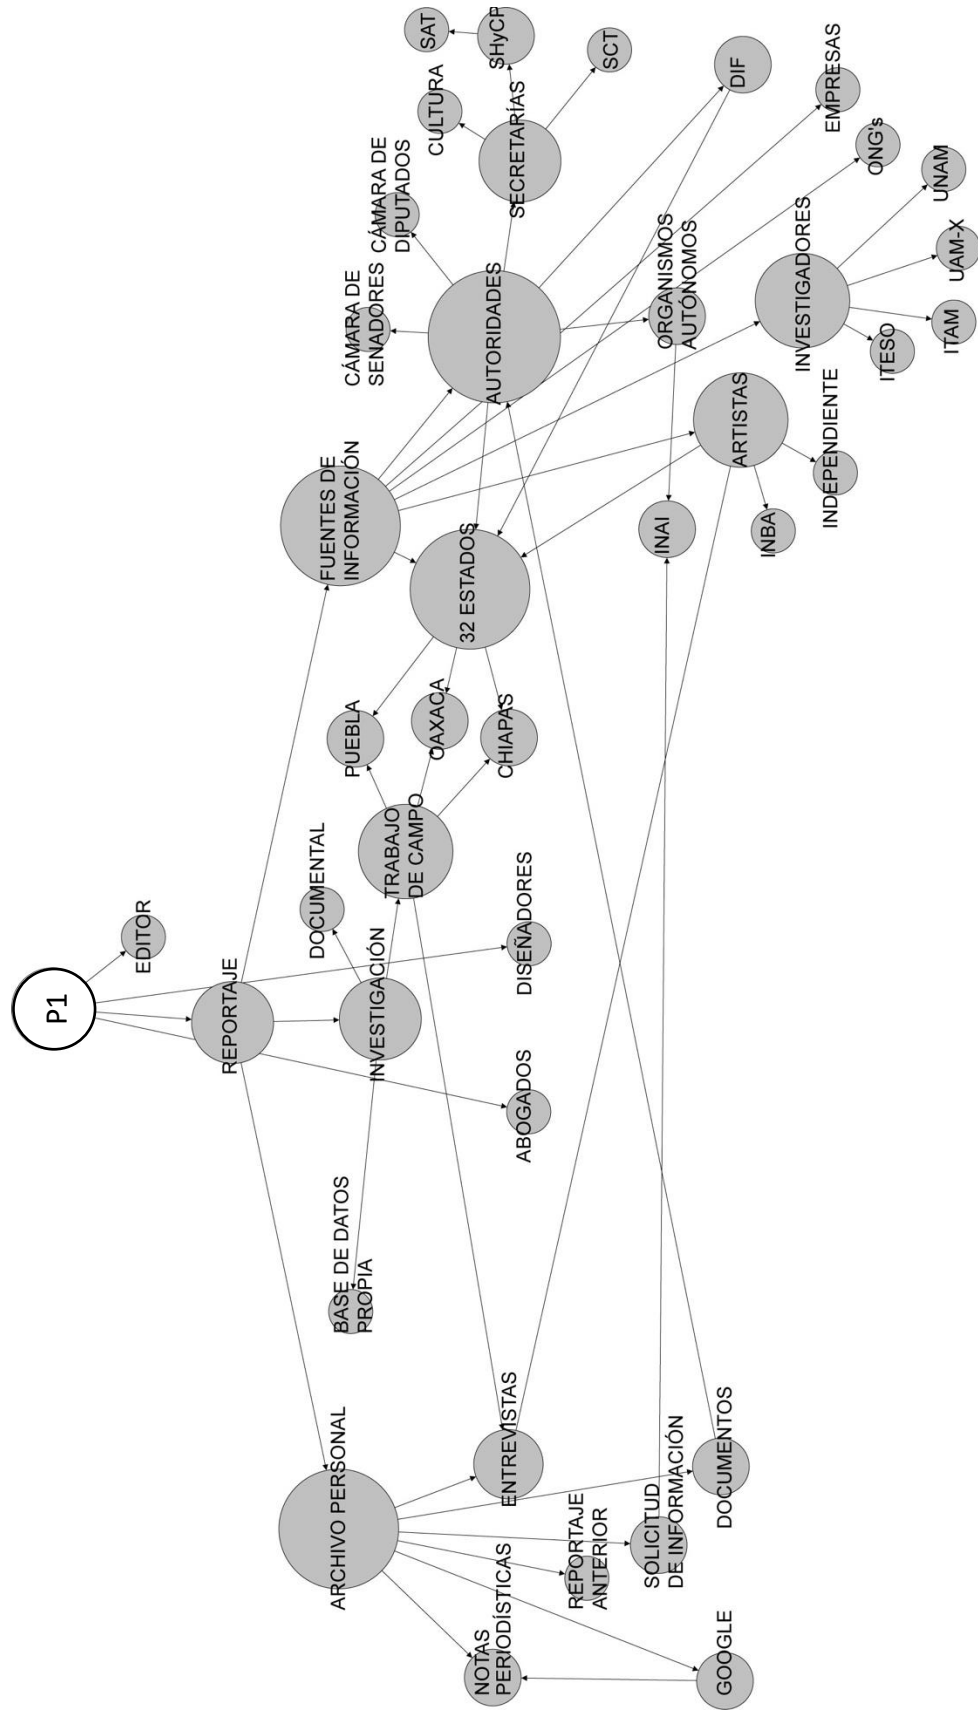 P1
EDITOR
REPORTAJE
ARCHIVO PERSONAL
BASE DE DATOS
PROPIA
INVESTIGACIÓN
DOCUMENTAL
TRABAJO
DE CAMPO
PUEBLA
OAXACA
CHIAPAS
FUENTES DE
INFORMACIÓN
32 ESTADOS
CÁMARA DE
SENADORES
CÁMARA DE
DIPUTADOS
AUTORIDADES
CULTURA
SECRETARÍAS
SAT
SHyCP
SCT
NOTAS
PERIODÍSTICAS
REPORTAJE
ANTERIOR
ENTREVISTAS
ABOGADOS
DISEÑADORES
SOLICITUD
DE INFORMACIÓN
INAI
ORGANISMOS
AUTÓNOMOS
DIF
GOOGLE
DOCUMENTOS
INBA
ARTISTAS
INDEPENDIENTE
INVESTIGADORES
EMPRESAS
ONG's
ITESO
ITAM
UAM-X
UNAM